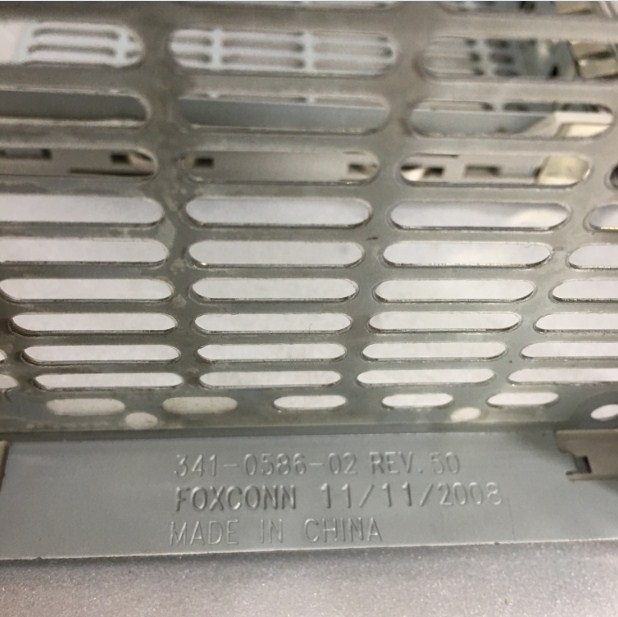 341-0586-02 REV.50
FOXCONN 11/11/2008
MADE IN CHINA